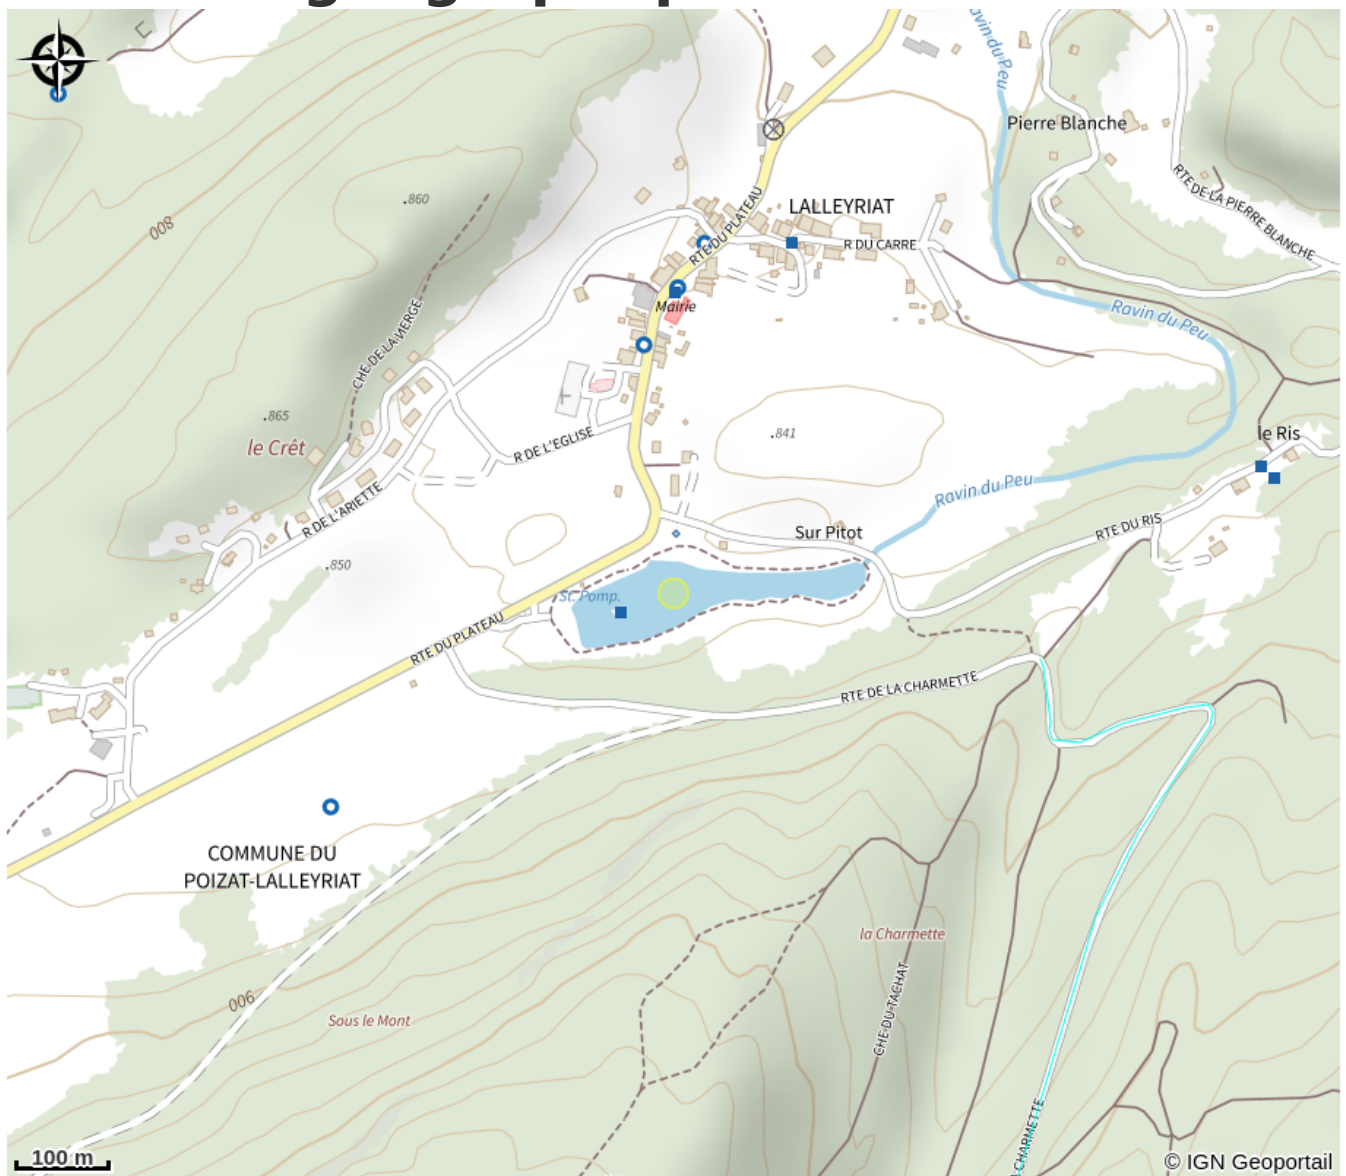 Ravin du Peu
Pierre Blanche
RTE DE LA PIERRE BLANCHE
.860
800
LALLEYRIAT
RTE DU PLATEAU
R DU CARRE
Mairie
Ravin du Peu
CHE DE LA VIERGE
.865
.841
le Crêt
R DE L'EGLISE
le Ris
R DE L'ARIETTE
Ravin du Peu
RTE DU RIS
Sur Pitot
.850
St. Pomp.
RTE DU PLATEAU
RTE DE LA CHARMETTE
COMMUNE DU
POIZAT-LALLEYRIAT
la Charmette
900
Sous le Mont
CHE DU TACHAT
CHARMETTE
100 m
© IGN Geoportail